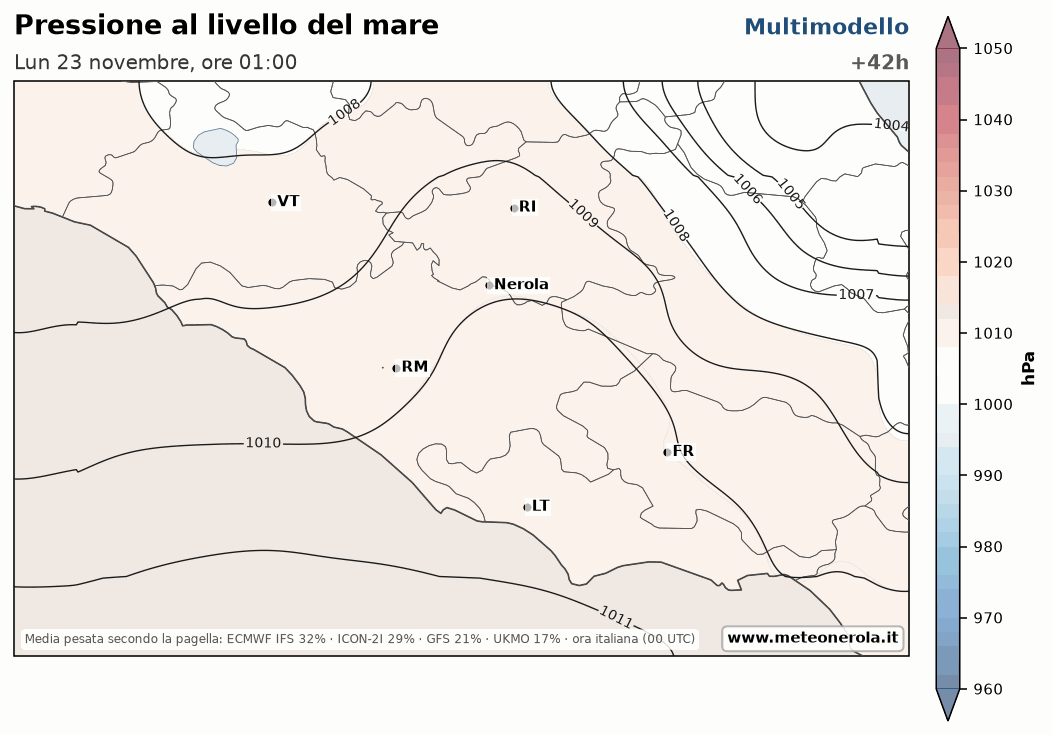 Pressione al livello del mare
Multimodello
Lun 23 novembre, ore 01:00
+42h
1008
1004
1006
1005
VT
RI
1009
1008
Nerola
1007
RM
1010
FR
LT
1011
Media pesata secondo la pagella: ECMWF IFS 32% · ICON-2I 29% · GFS 21% · UKMO 17% · ora italiana (00 UTC)
www.meteonerola.it
1050
1040
1030
1020
1010
1000
990
980
970
960
hPa